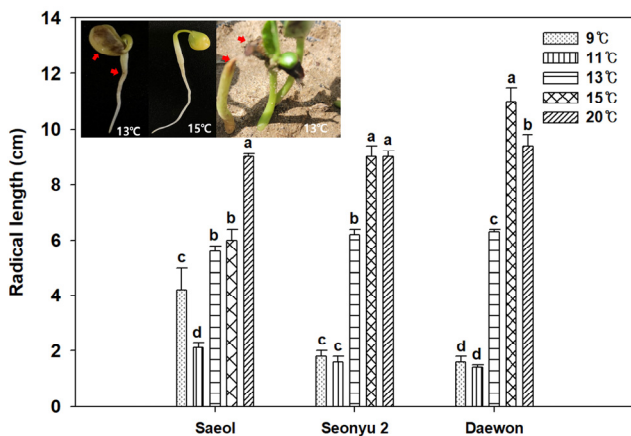 Radical length (cm)
14
12
10
8
6
4
2
0
13℃
15℃
13℃
9℃
11℃
13℃
15℃
20℃
c
d
b
b
a
c
c
b
a
a
d
d
c
a
b
Saeol
Seonyu 2
Daewon